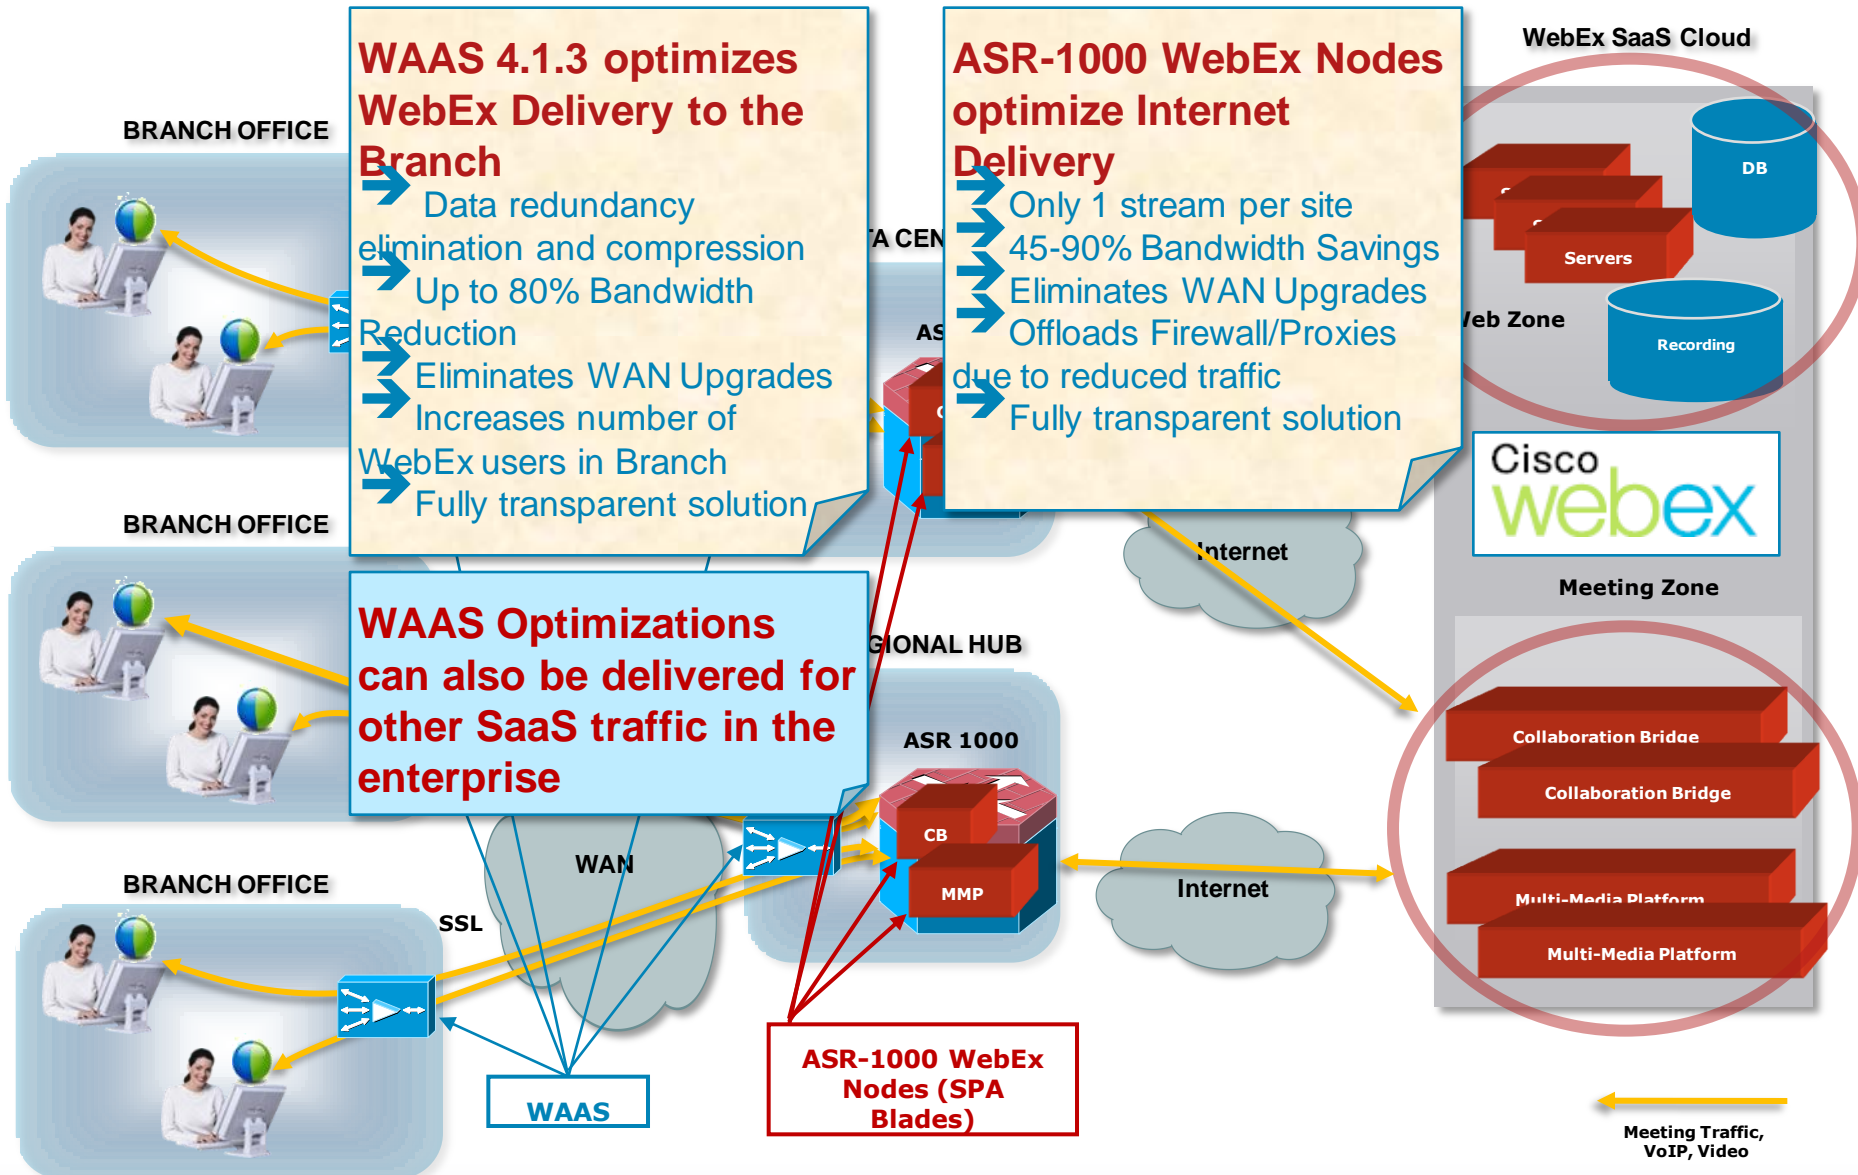 WebEx SaaS Cloud
BRANCH OFFICE
WAAS 4.1.3 optimizes
WebEx Delivery to the
Branch
Data redundancy
elimination and compression
Up to 80% Bandwidth
Reduction
Eliminates WAN Upgrades
Increases number of
WebEx users in Branch
Fully transparent solution
ASR-1000 WebEx Nodes
optimize Internet
Delivery
Only 1 stream per site
45-90% Bandwidth Savings
Eliminates WAN Upgrades
Offloads Firewall/Proxies
due to reduced traffic
Fully transparent solution
DB
Servers
Web Zone
Recording
Cisco
webex
BRANCH OFFICE
Internet
Meeting Zone
WAAS Optimizations
can also be delivered for
other SaaS traffic in the
enterprise
GIONAL HUB
ASR 1000
CB
MMP
Collaboration Bridge
Collaboration Bridge
Multi-Media Platform
Multi-Media Platform
WAN
Internet
BRANCH OFFICE
SSL
WAAS
ASR-1000 WebEx
Nodes (SPA
Blades)
Meeting Traffic,
VoIP, Video